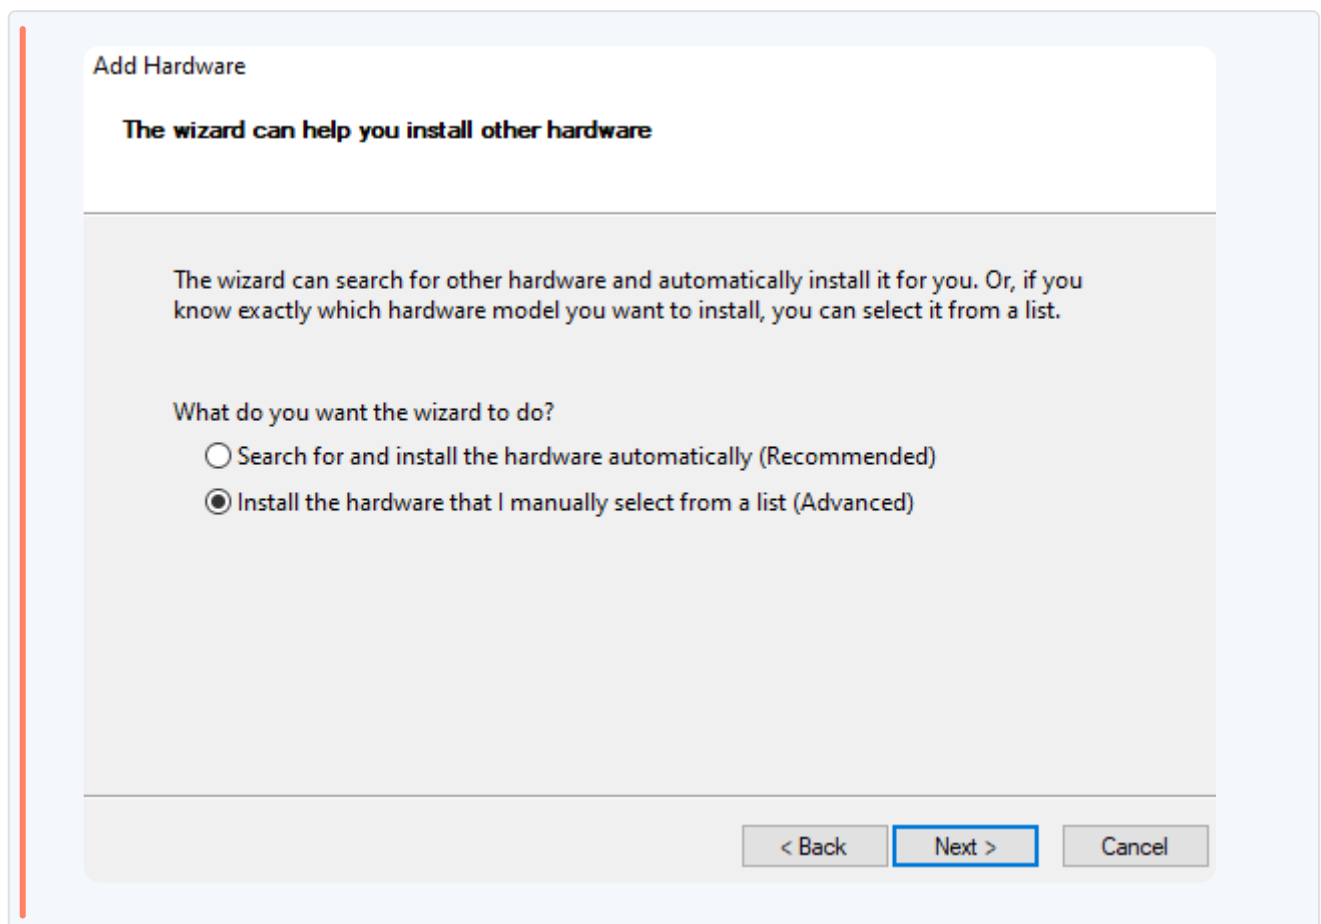 Add Hardware
The wizard can help you install other hardware
The wizard can search for other hardware and automatically install it for you. Or, if you
know exactly which hardware model you want to install, you can select it from a list.
What do you want the wizard to do?
Search for and install the hardware automatically (Recommended)
Install the hardware that I manually select from a list (Advanced)
< Back Next > Cancel